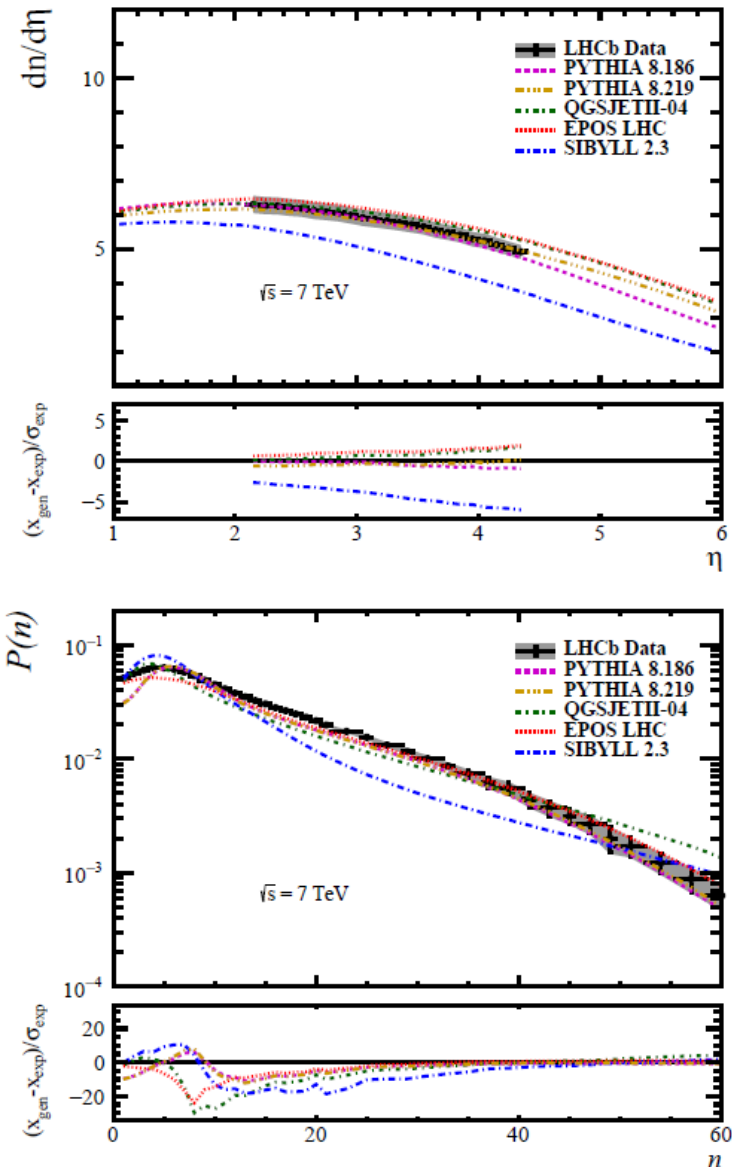 dn/dη
10
5
LHCb Data
PYTHIA 8.186
PYTHIA 8.219
QGSJETII-04
EPOS LHC
SIBYLL 2.3
√s = 7 TeV
(x_gen-x_exp)/σ_exp
5
0
−5
1 2 3 4 5 6
η
P(n)
10⁻¹
10⁻²
10⁻³
10⁻⁴
LHCb Data
PYTHIA 8.186
PYTHIA 8.219
QGSJETII-04
EPOS LHC
SIBYLL 2.3
√s = 7 TeV
(x_gen-x_exp)/σ_exp
20
0
−20
0 20 40 60
n